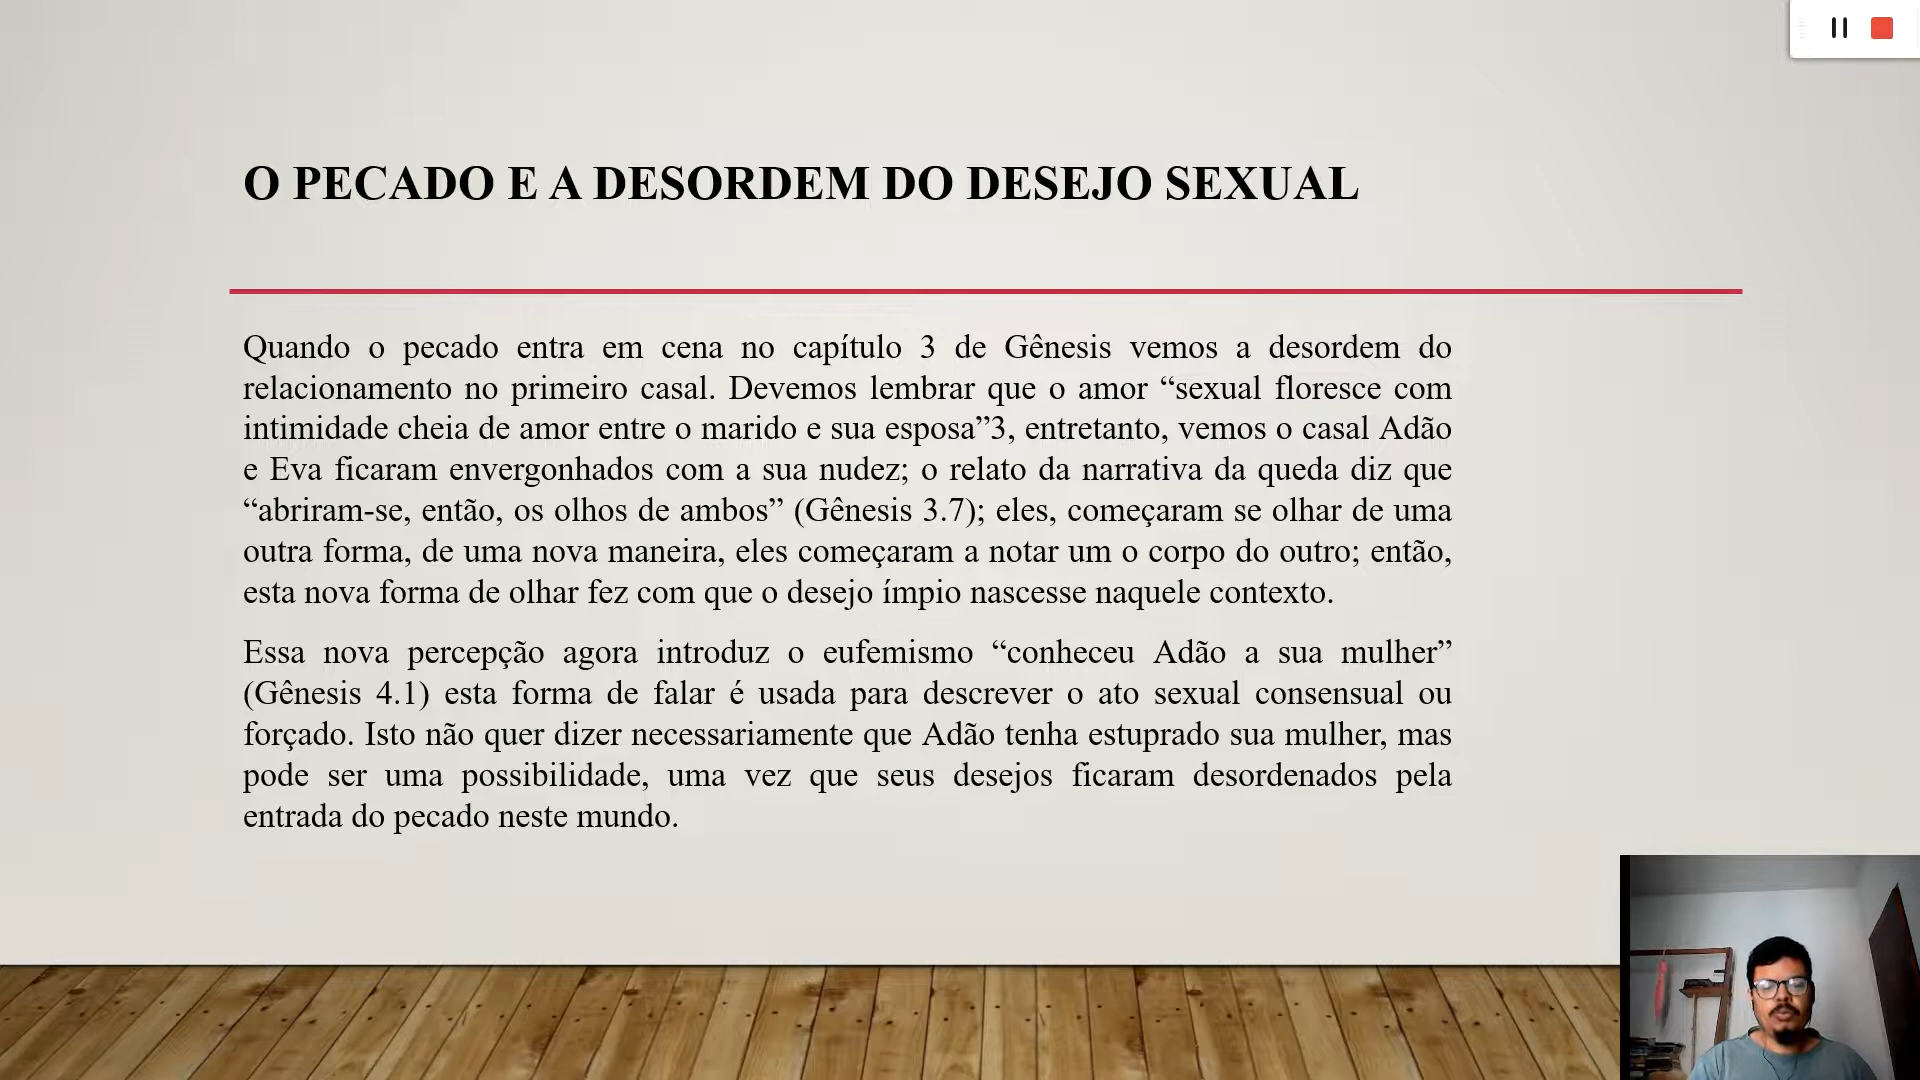 O PECADO E A DESORDEM DO DESEJO SEXUAL
Quando o pecado entra em cena no capítulo 3 de Gênesis vemos a desordem do
relacionamento no primeiro casal. Devemos lembrar que o amor “sexual floresce com
intimidade cheia de amor entre o marido e sua esposa”3, entretanto, vemos o casal Adão
e Eva ficaram envergonhados com a sua nudez; o relato da narrativa da queda diz que
“abriram-se, então, os olhos de ambos” (Gênesis 3.7); eles, começaram se olhar de uma
outra forma, de uma nova maneira, eles começaram a notar um o corpo do outro; então,
esta nova forma de olhar fez com que o desejo ímpio nascesse naquele contexto.
Essa nova percepção agora introduz o eufemismo “conheceu Adão a sua mulher”
(Gênesis 4.1) esta forma de falar é usada para descrever o ato sexual consensual ou
forçado. Isto não quer dizer necessariamente que Adão tenha estuprado sua mulher, mas
pode ser uma possibilidade, uma vez que seus desejos ficaram desordenados pela
entrada do pecado neste mundo.